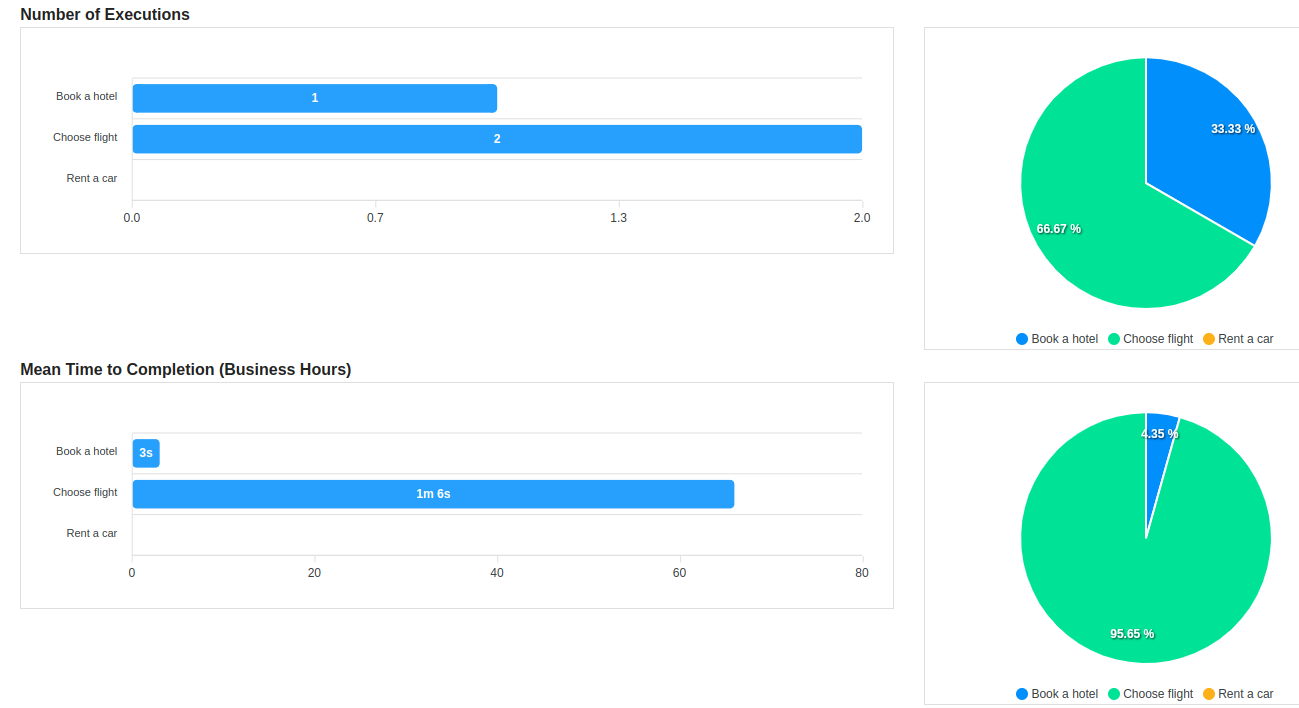 Number of Executions
Book a hotel
1
Choose flight
2
Rent a car
0.0 0.7 1.3 2.0
33.33 %
66.67 %
Book a hotel Choose flight Rent a car
Mean Time to Completion (Business Hours)
Book a hotel
3s
Choose flight
1m 6s
Rent a car
0 20 40 60 80
4.35 %
95.65 %
Book a hotel Choose flight Rent a car